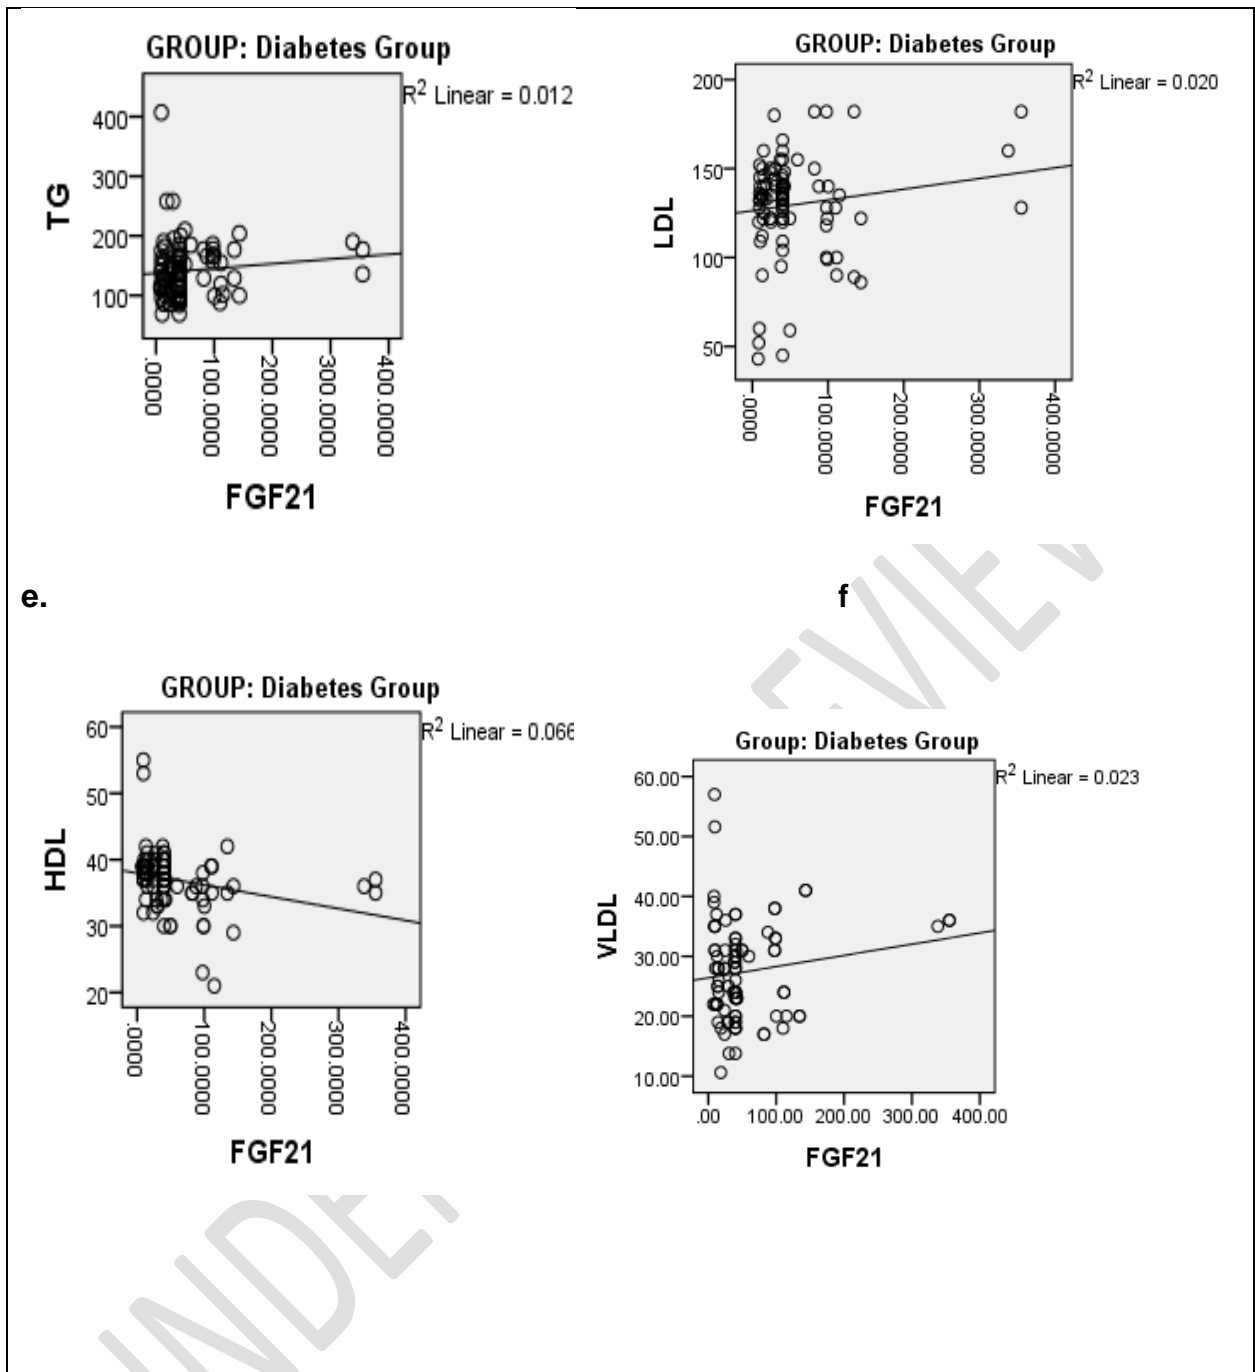 GROUP: Diabetes Group
R² Linear = 0.012
TG
400
300
200
100
.0000
100.0000
200.0000
300.0000
400.0000
FGF21
GROUP: Diabetes Group
R² Linear = 0.020
LDL
200
150
100
50
.0000
100.0000
200.0000
300.0000
400.0000
FGF21
e.
f
GROUP: Diabetes Group
R² Linear = 0.066
HDL
60
50
40
30
20
.0000
100.0000
200.0000
300.0000
400.0000
FGF21
Group: Diabetes Group
R² Linear = 0.023
VLDL
60.00
50.00
40.00
30.00
20.00
10.00
.00 100.00 200.00 300.00 400.00
FGF21